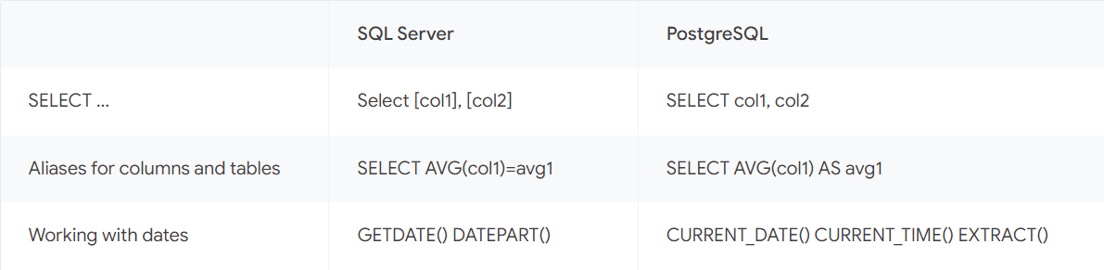 SQL Server PostgreSQL
SELECT ... Select [col1], [col2] SELECT col1, col2
Aliases for columns and tables SELECT AVG(col1)=avg1 SELECT AVG(col1) AS avg1
Working with dates GETDATE() DATEPART() CURRENT_DATE() CURRENT_TIME() EXTRACT()